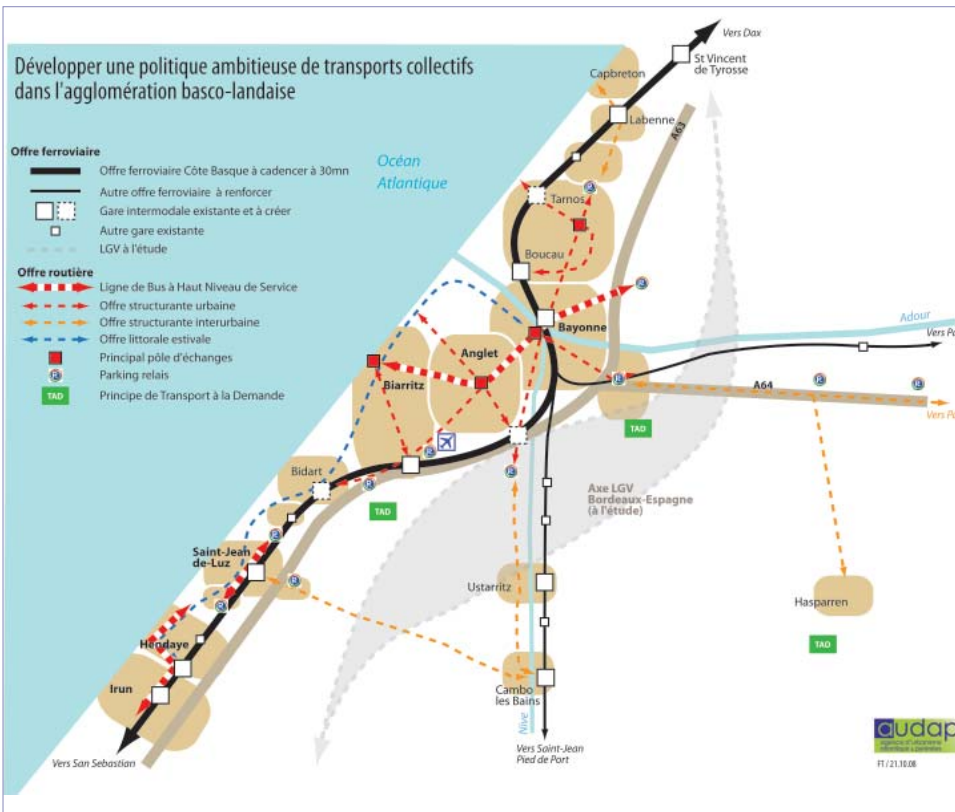 Développer une politique ambitieuse de transports collectifs
dans l'agglomération basco-landaise
Offre ferroviaire
Offre ferroviaire Côte Basque à cadencer à 30mn
Autre offre ferroviaire à renforcer
Gare intermodale existante et à créer
Autre gare existante
LGV à l'étude
Offre routière
Ligne de Bus à Haut Niveau de Service
Offre structurante urbaine
Offre structurante interurbaine
Offre littorale estivale
Principal pôle d'échanges
R
Parking relais
TAD
Principe de Transport à la Demande
Océan
Atlantique
Vers Dax
St Vincent
de Tyrosse
Capbreton
Labenne
A63
R
Tarnos
Boucau
R
Bayonne
Adour
Vers
Anglet
Biarritz
R
A64
R
R
Vers
TAD
R
Bidart
R
R
TAD
Axe LGV
Bordeaux-Espagne
(à l'étude)
Saint-Jean
de-Luz
R
R
R
Ustarritz
Hasparren
TAD
Hendaye
Irun
Cambo
les Bains
Nive
Vers San Sebastian
Vers Saint-Jean
Pied de Port
audap
agence d'urbanisme
atlantique & pyrénées
FT / 21.10.08